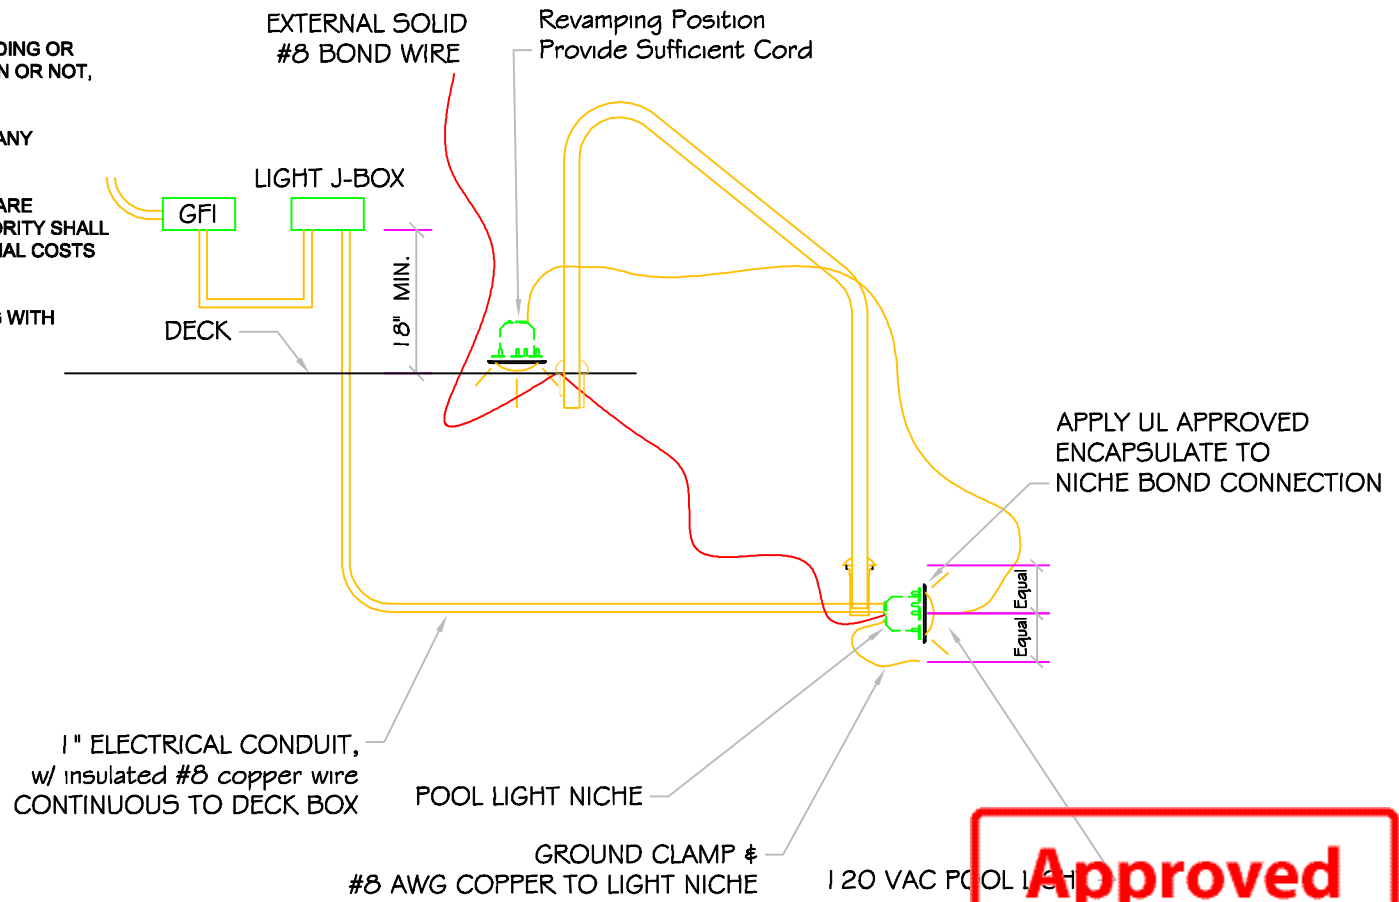 DING OR
N OR NOT,
ANY
ARE
ORITY SHALL
NAL COSTS
G WITH
EXTERNAL SOLID
#8 BOND WIRE
Revamping Position
Provide Sufficient Cord
LIGHT J-BOX
GFI
18" MIN.
DECK
APPLY UL APPROVED
ENCAPSULATE TO
NICHE BOND CONNECTION
Equal
Equal
1" ELECTRICAL CONDUIT,
w/ insulated #8 copper wire
CONTINUOUS TO DECK BOX
POOL LIGHT NICHE
GROUND CLAMP &
#8 AWG COPPER TO LIGHT NICHE
120 VAC POOL LIGHT
Approved